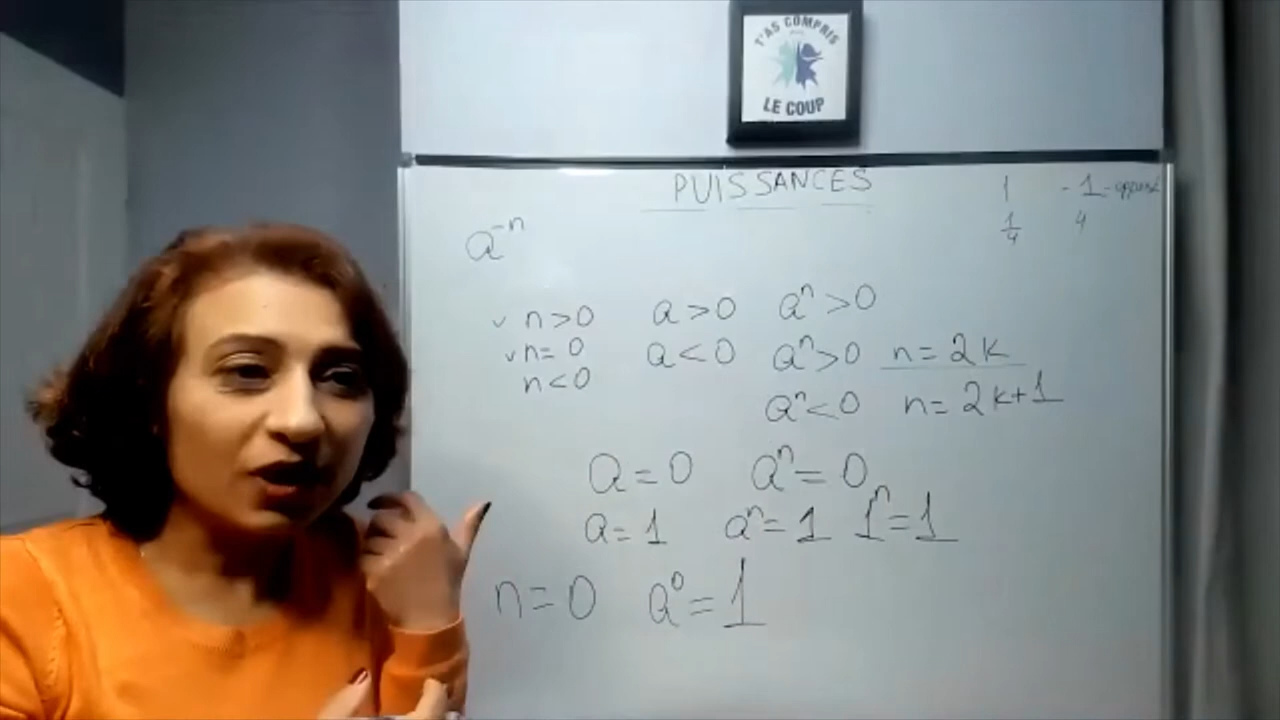 T'AS COMPRIS
LE COUP
PUISSANCES
1 -1 - opposé
1/4 4
a⁻ⁿ
v n>0 a>0 aⁿ>0
v n=0 a<0 aⁿ>0 n=2k
n<0 aⁿ<0 n=2k+1
a=0 aⁿ=0
a=1 aⁿ=1 1ⁿ=1
n=0 a⁰=1